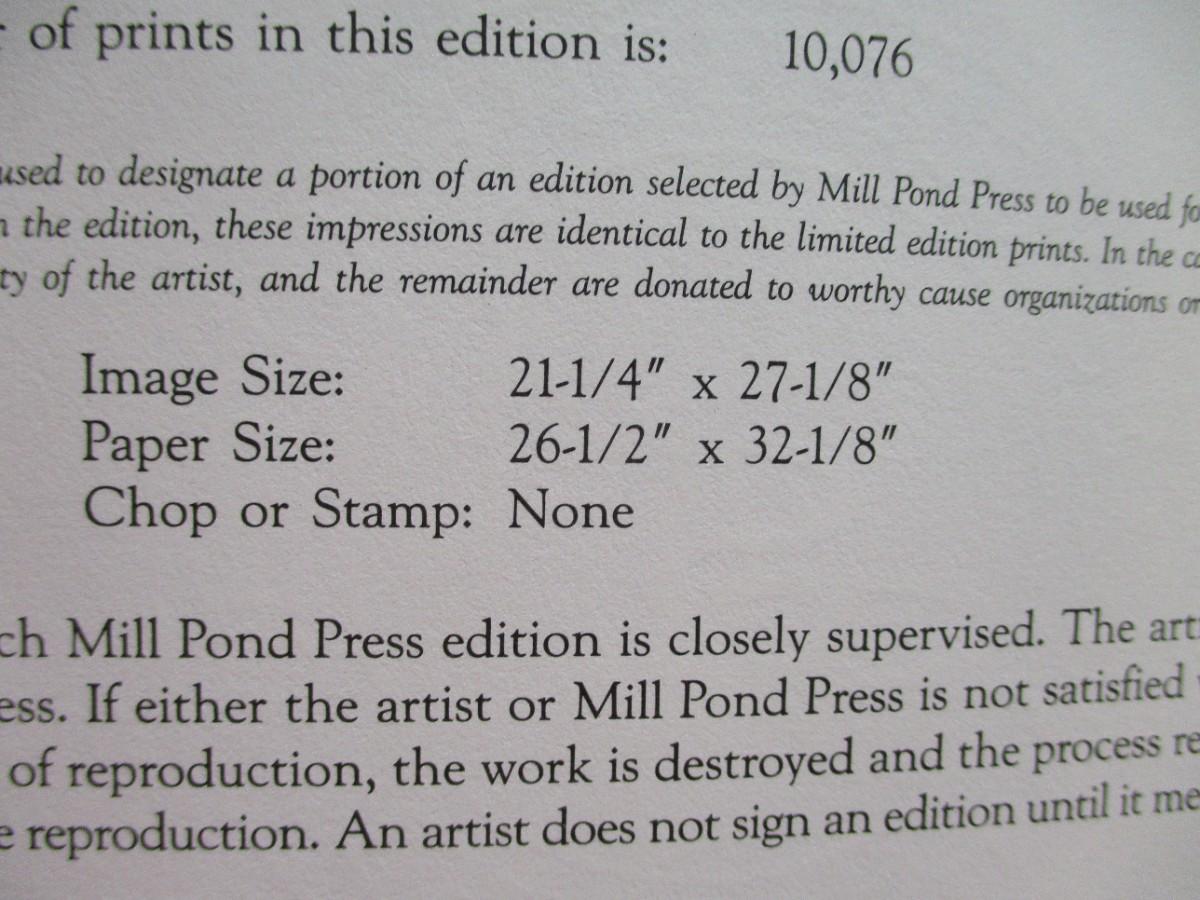 of prints in this edition is: 10,076
used to designate a portion of an edition selected by Mill Pond Press to be used
the edition, these impressions are identical to the limited edition prints. In the
of the artist, and the remainder are donated to worthy cause organizations
Image Size: 21-1/4" x 27-1/8"
Paper Size: 26-1/2" x 32-1/8"
Chop or Stamp: None
Mill Pond Press edition is closely supervised. The
If either the artist or Mill Pond Press is not satisfied
of reproduction, the work is destroyed and the process
reproduction. An artist does not sign an edition until it